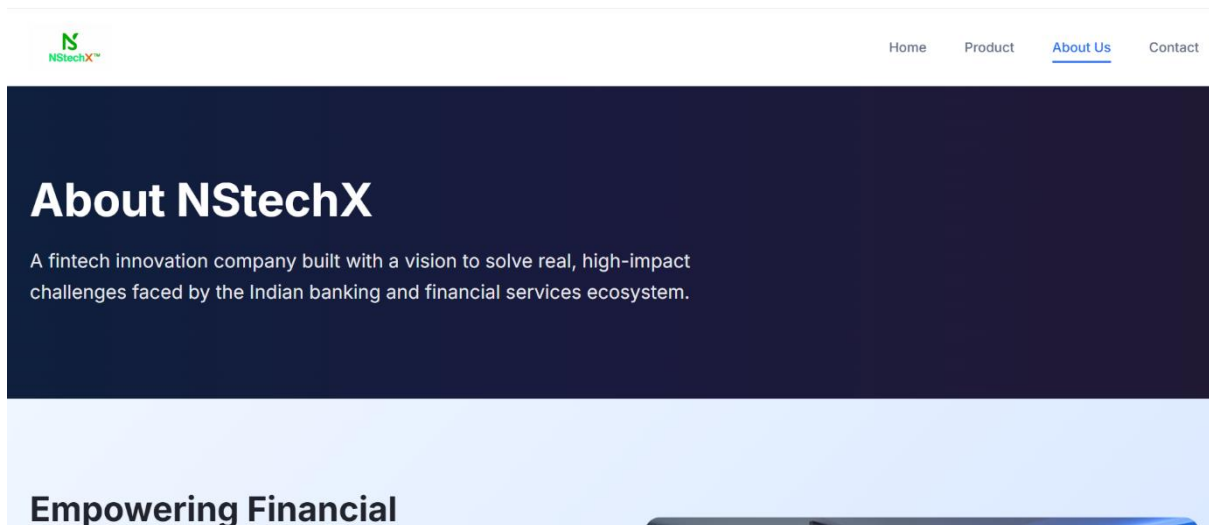 NStechX™
Home Product About Us Contact
About NStechX
A fintech innovation company built with a vision to solve real, high-impact
challenges faced by the Indian banking and financial services ecosystem.
Empowering Financial